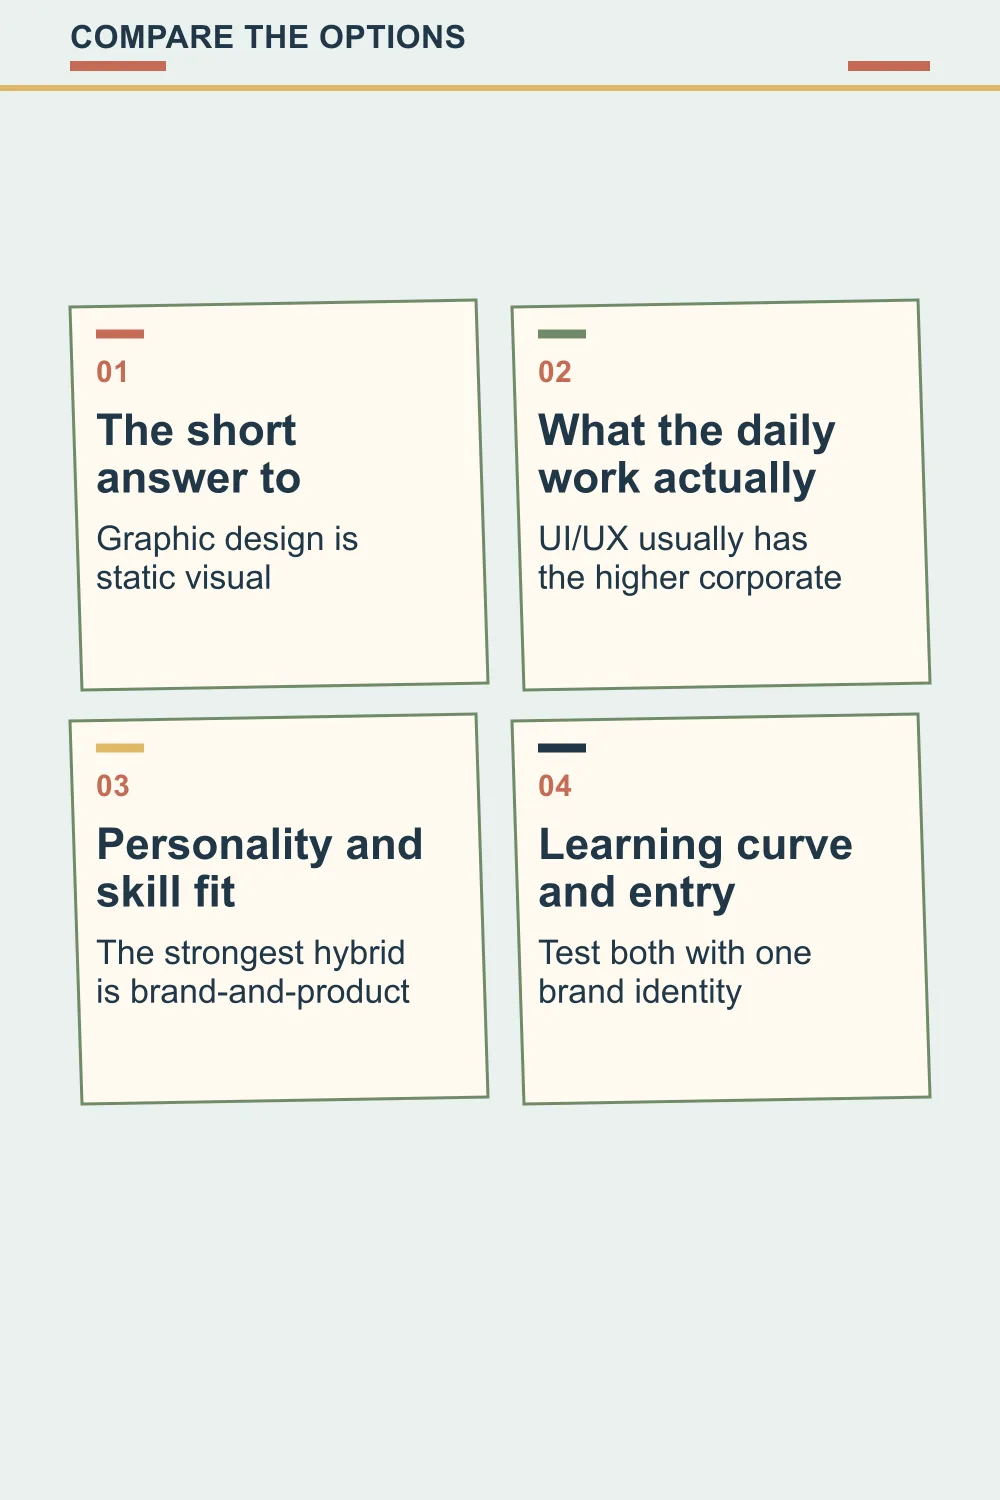 COMPARE THE OPTIONS
01
The short
answer to
Graphic design is
static visual
02
What the daily
work actually
UI/UX usually has
the higher corporate
03
Personality and
skill fit
The strongest hybrid
is brand-and-product
04
Learning curve
and entry
Test both with one
brand identity